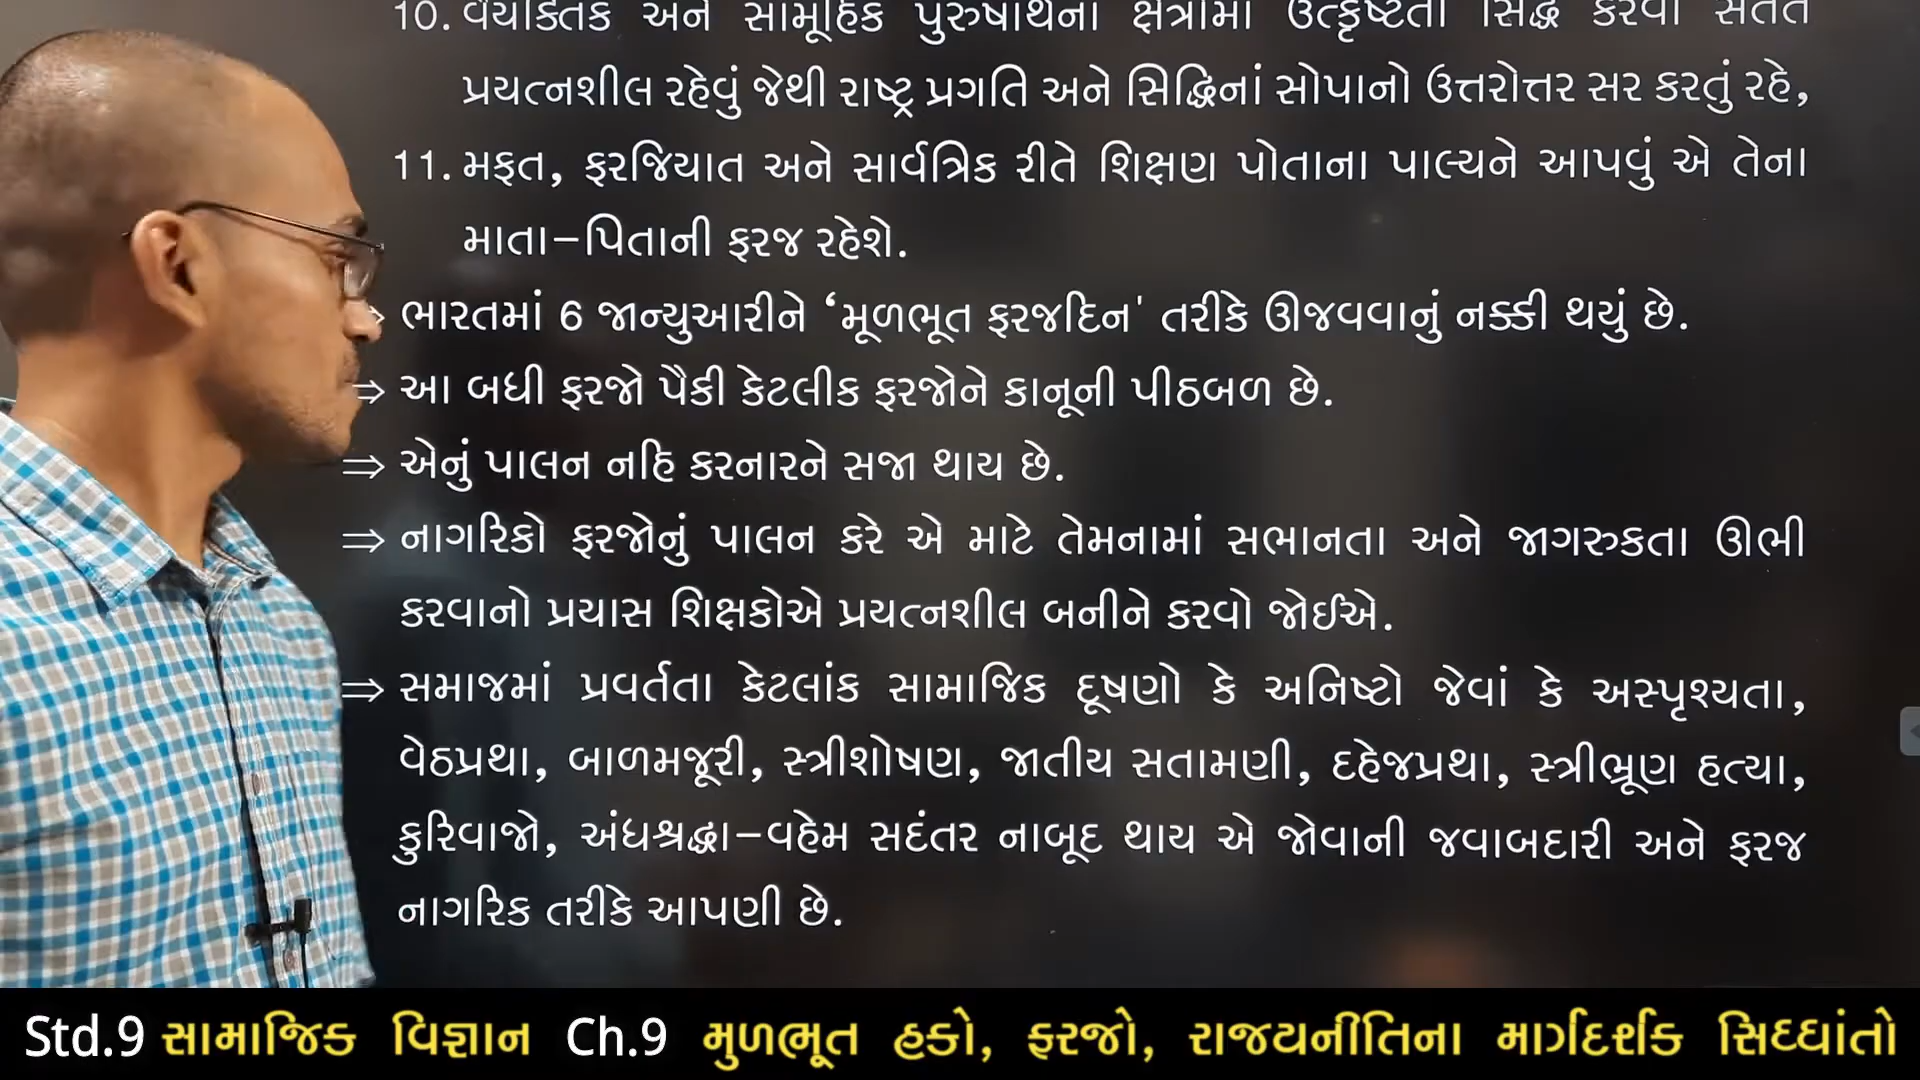 10. વૈયક્તિક અને સામૂહિક પુરુષાર્થના ક્ષેત્રોમાં ઉત્કૃષ્ટતા સિદ્ધ કરવા સતત
પ્રયત્નશીલ રહેવું જેથી રાષ્ટ્ર પ્રગતિ અને સિદ્ધિનાં સોપાનો ઉત્તરોત્તર સર કરતું રહે,
11. મફત, ફરજિયાત અને સાર્વત્રિક રીતે શિક્ષણ પોતાના પાલ્યને આપવું એ તેના
માતા–પિતાની ફરજ રહેશે.
⇒ ભારતમાં 6 જાન્યુઆરીને ‘મૂળભૂત ફરજદિન' તરીકે ઊજવવાનું નક્કી થયું છે.
⇒ આ બધી ફરજો પૈકી કેટલીક ફરજોને કાનૂની પીઠબળ છે.
⇒ એનું પાલન નહિ કરનારને સજા થાય છે.
⇒ નાગરિકો ફરજોનું પાલન કરે એ માટે તેમનામાં સભાનતા અને જાગરુકતા ઊભી
કરવાનો પ્રયાસ શિક્ષકોએ પ્રયત્નશીલ બનીને કરવો જોઈએ.
⇒ સમાજમાં પ્રવર્તતા કેટલાંક સામાજિક દૂષણો કે અનિષ્ટો જેવાં કે અસ્પૃશ્યતા,
વેઠપ્રથા, બાળમજૂરી, સ્ત્રીશોષણ, જાતીય સતામણી, દહેજપ્રથા, સ્ત્રીભ્રૂણ હત્યા,
કુરિવાજો, અંધશ્રદ્ધા–વહેમ સદંતર નાબૂદ થાય એ જોવાની જવાબદારી અને ફરજ
નાગરિક તરીકે આપણી છે.
Std.9 સામાજિક વિજ્ઞાન Ch.9 મુળભૂત હકો, ફરજો, રાજયનીતિના માર્ગદર્શક સિધ્ધાંતો